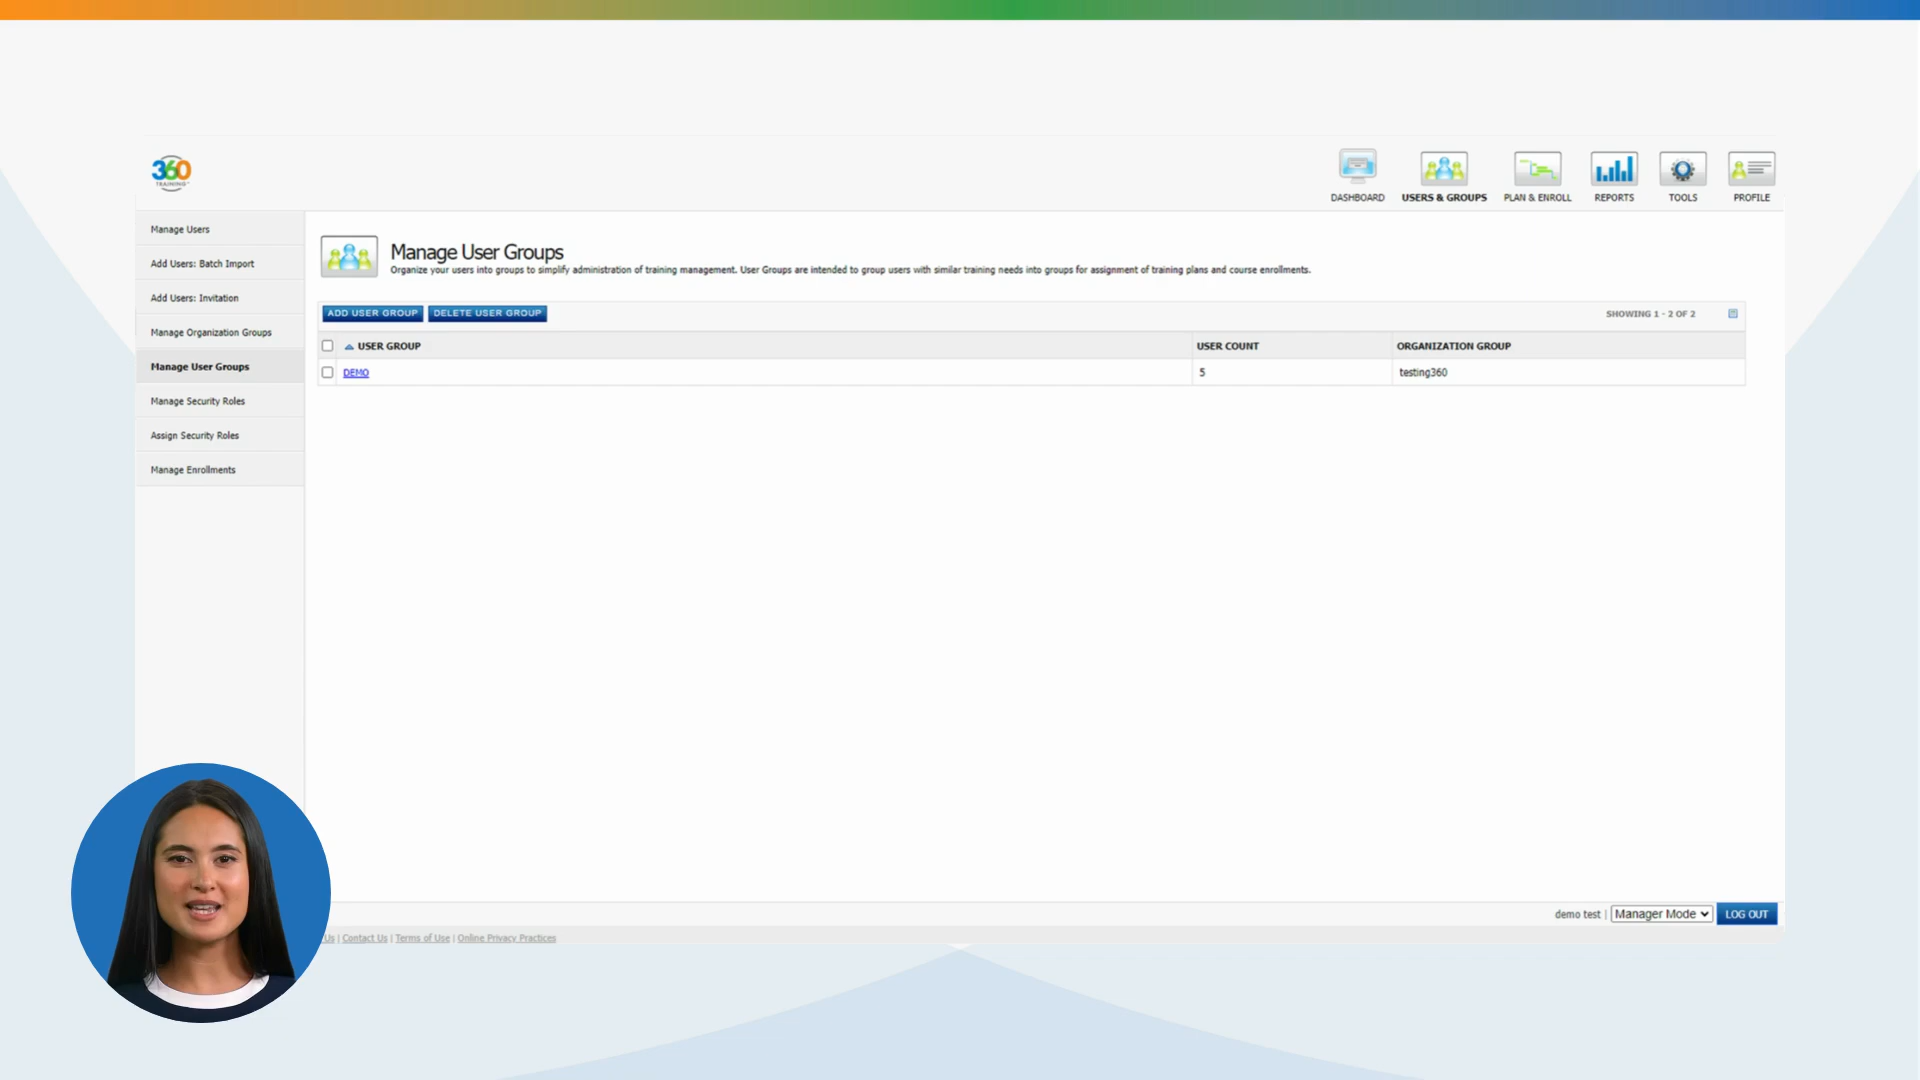 360
TRAINING
DASHBOARD
USERS & GROUPS
PLAN & ENROLL
REPORTS
TOOLS
PROFILE
Manage Users
Add Users: Batch Import
Add Users: Invitation
Manage Organization Groups
Manage User Groups
Manage Security Roles
Assign Security Roles
Manage Enrollments
Manage User Groups
Organize your users into groups to simplify administration of training management. User Groups are intended to group users with similar training needs into groups for assignment of training plans and course enrollments.
ADD USER GROUP DELETE USER GROUP SHOWING 1 - 2 OF 2
USER GROUP USER COUNT ORGANIZATION GROUP
DEMO 5 testing360
demo test | Manager Mode LOG OUT
Us | Contact Us | Terms of Use | Online Privacy Practices